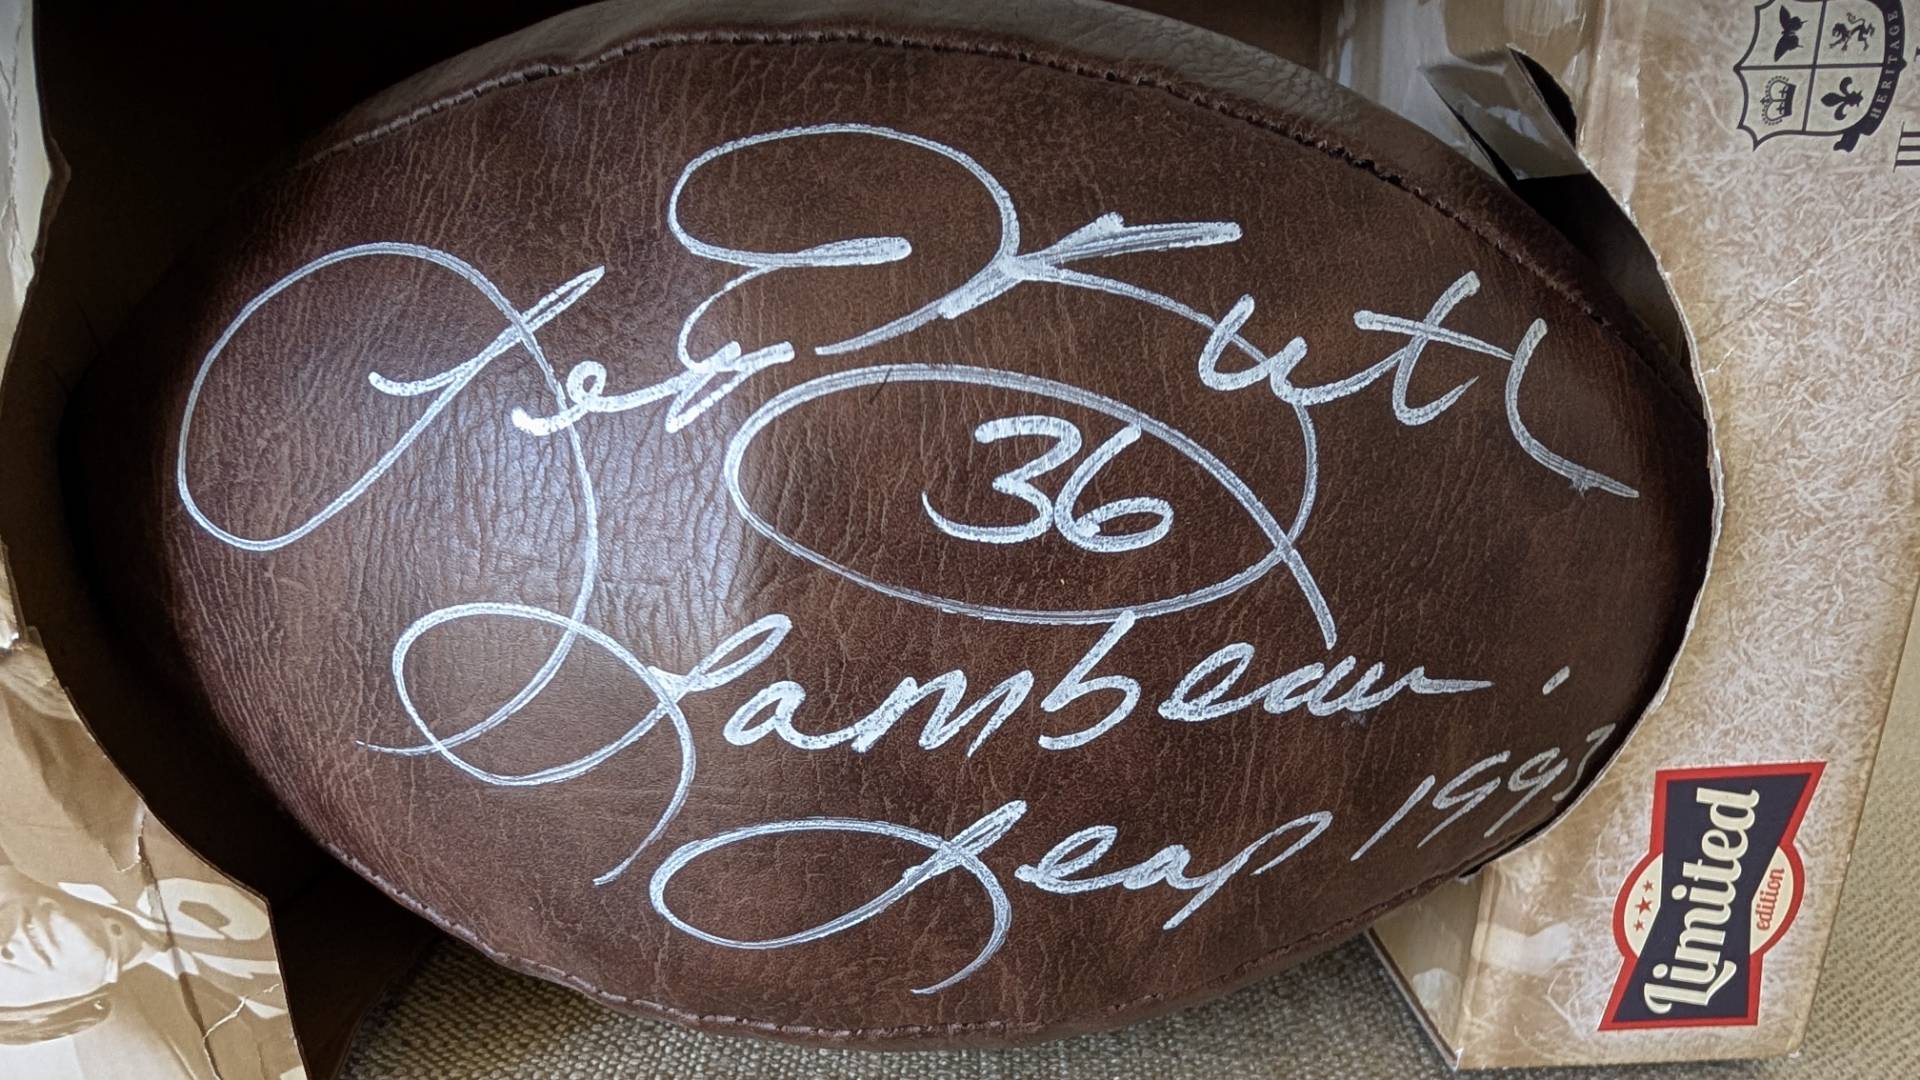 LeRoy Butler
36
Lambeau
Leap 1993
HERITAGE
Limited
edition